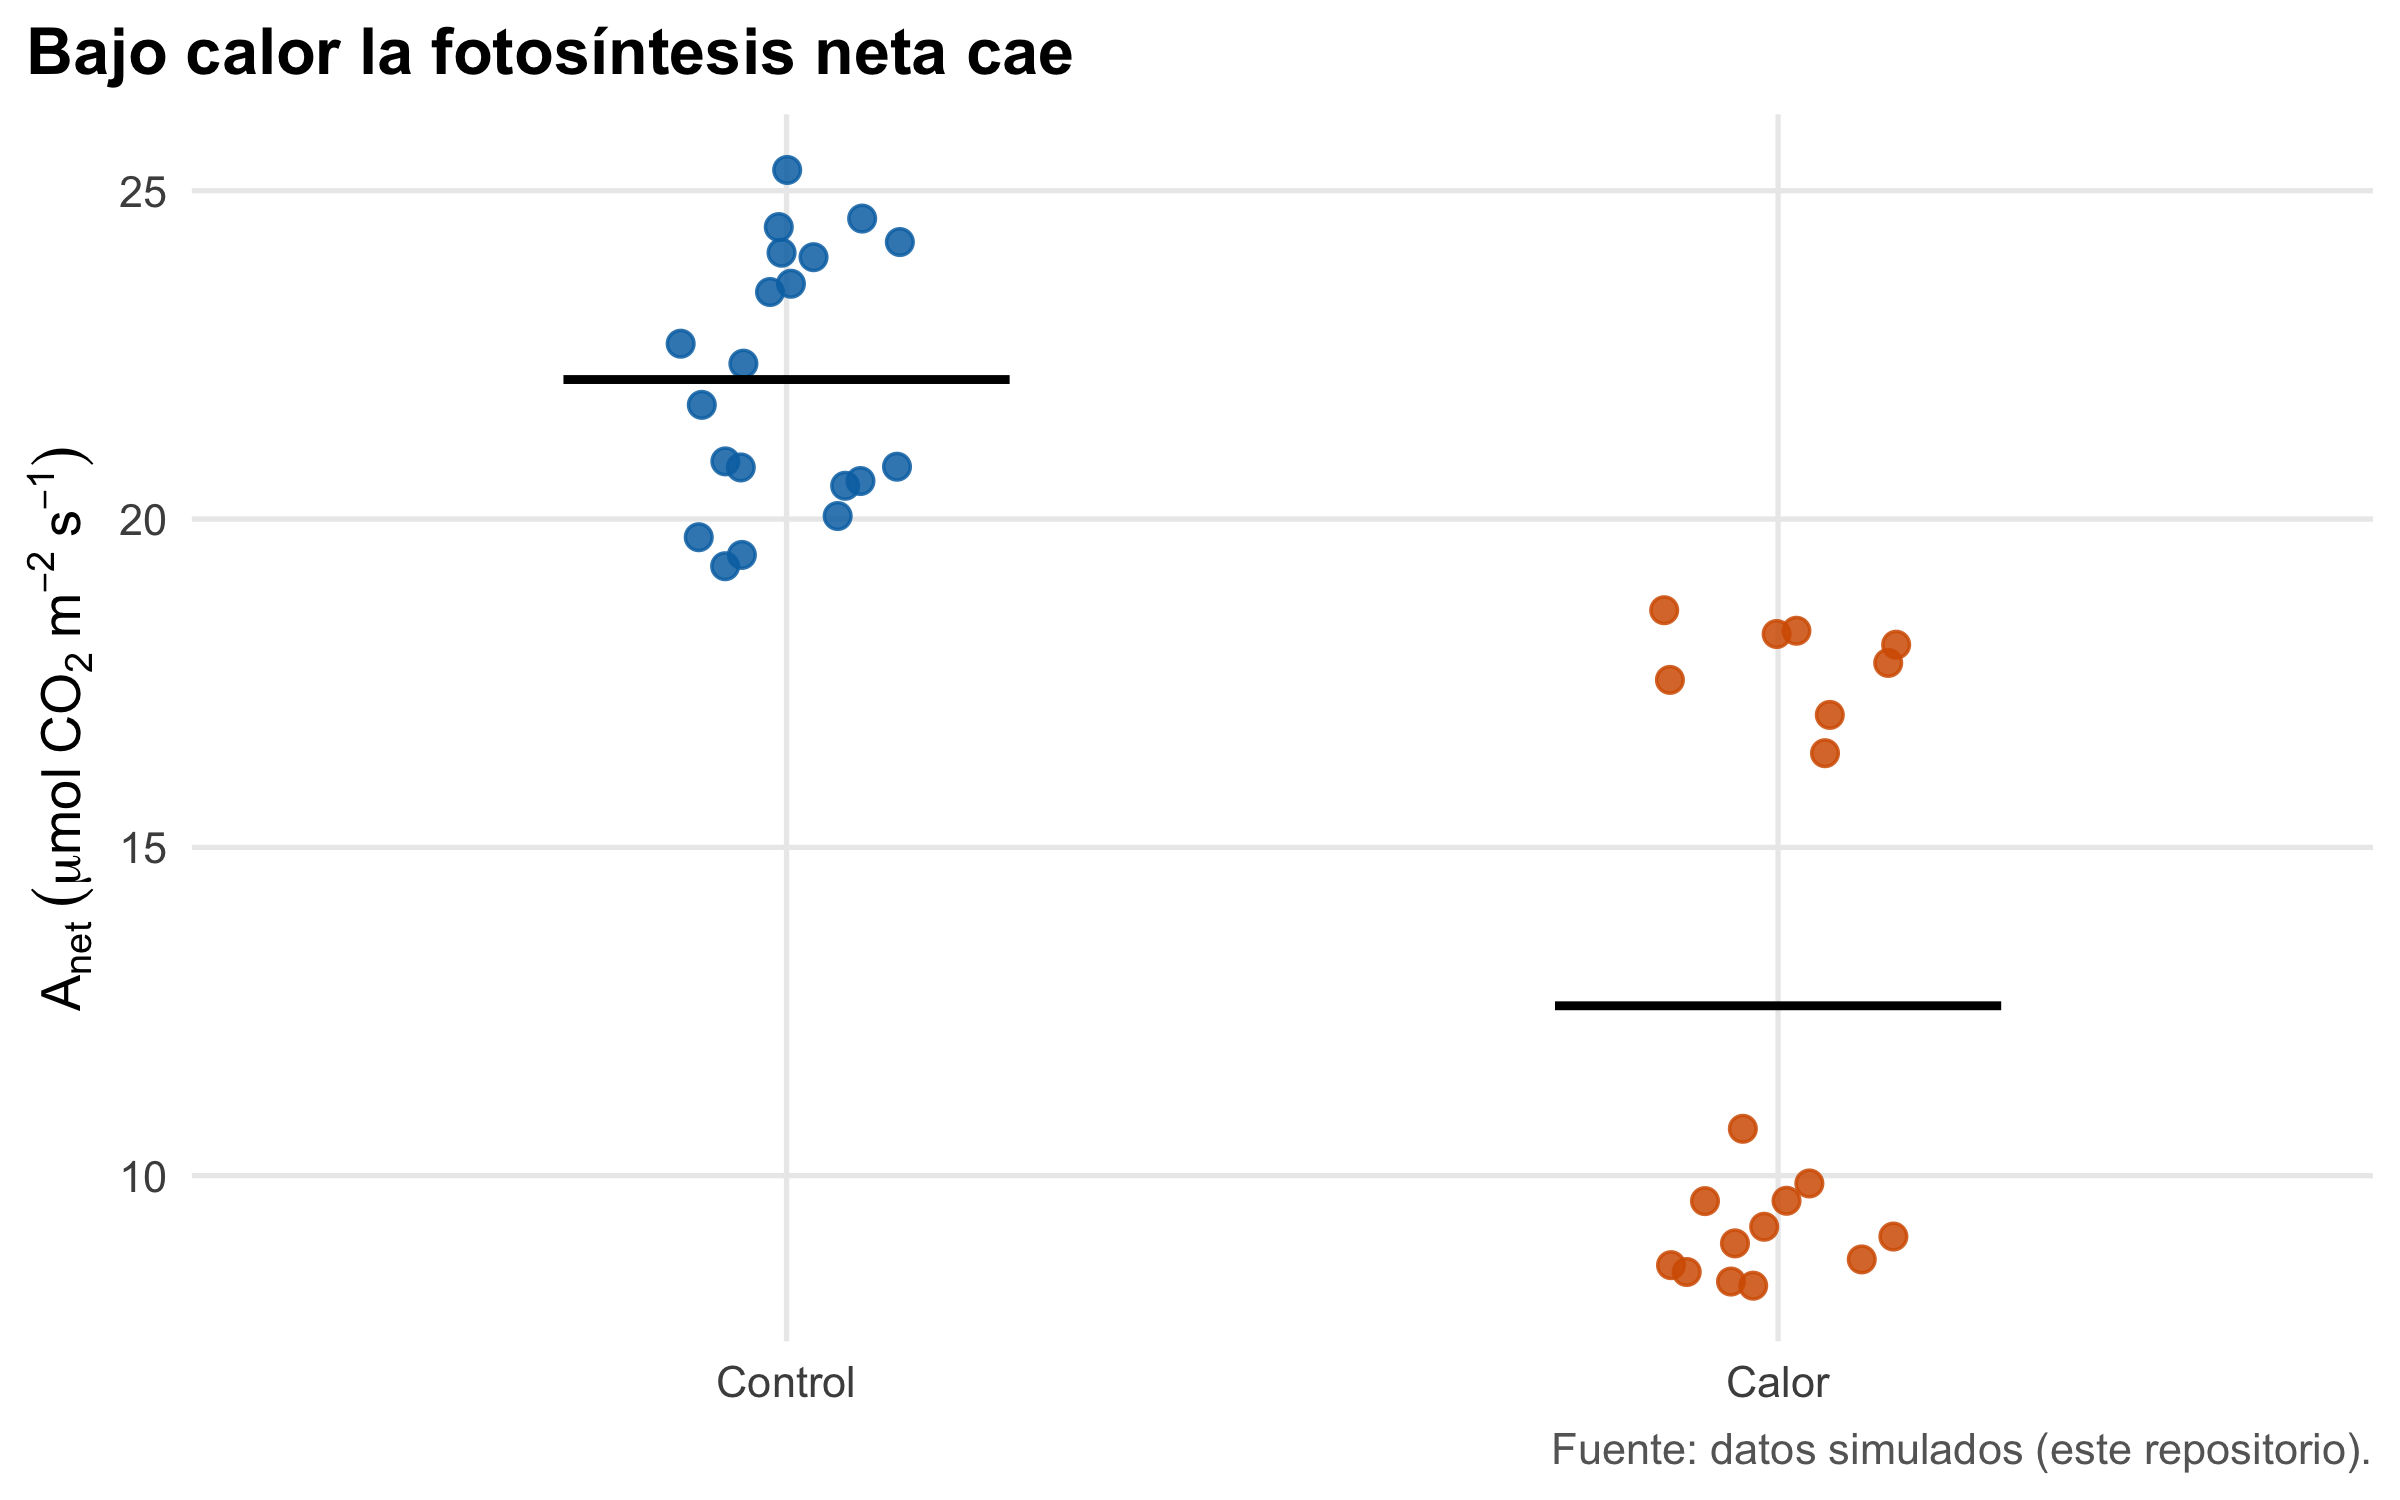 Bajo calor la fotosíntesis neta cae
A_net (μmol CO₂ m⁻² s⁻¹)
25
20
15
10
Control
Calor
Fuente: datos simulados (este repositorio).